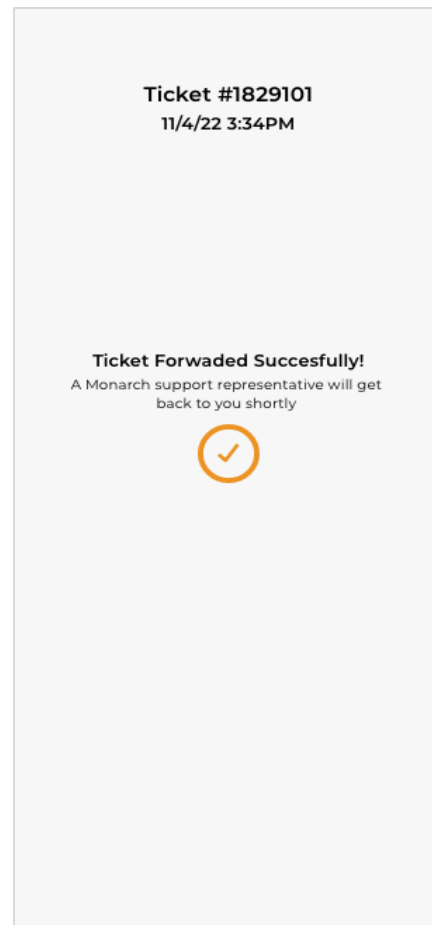 Ticket #1829101
11/4/22 3:34PM
Ticket Forwaded Succesfully!
A Monarch support representative will get
back to you shortly